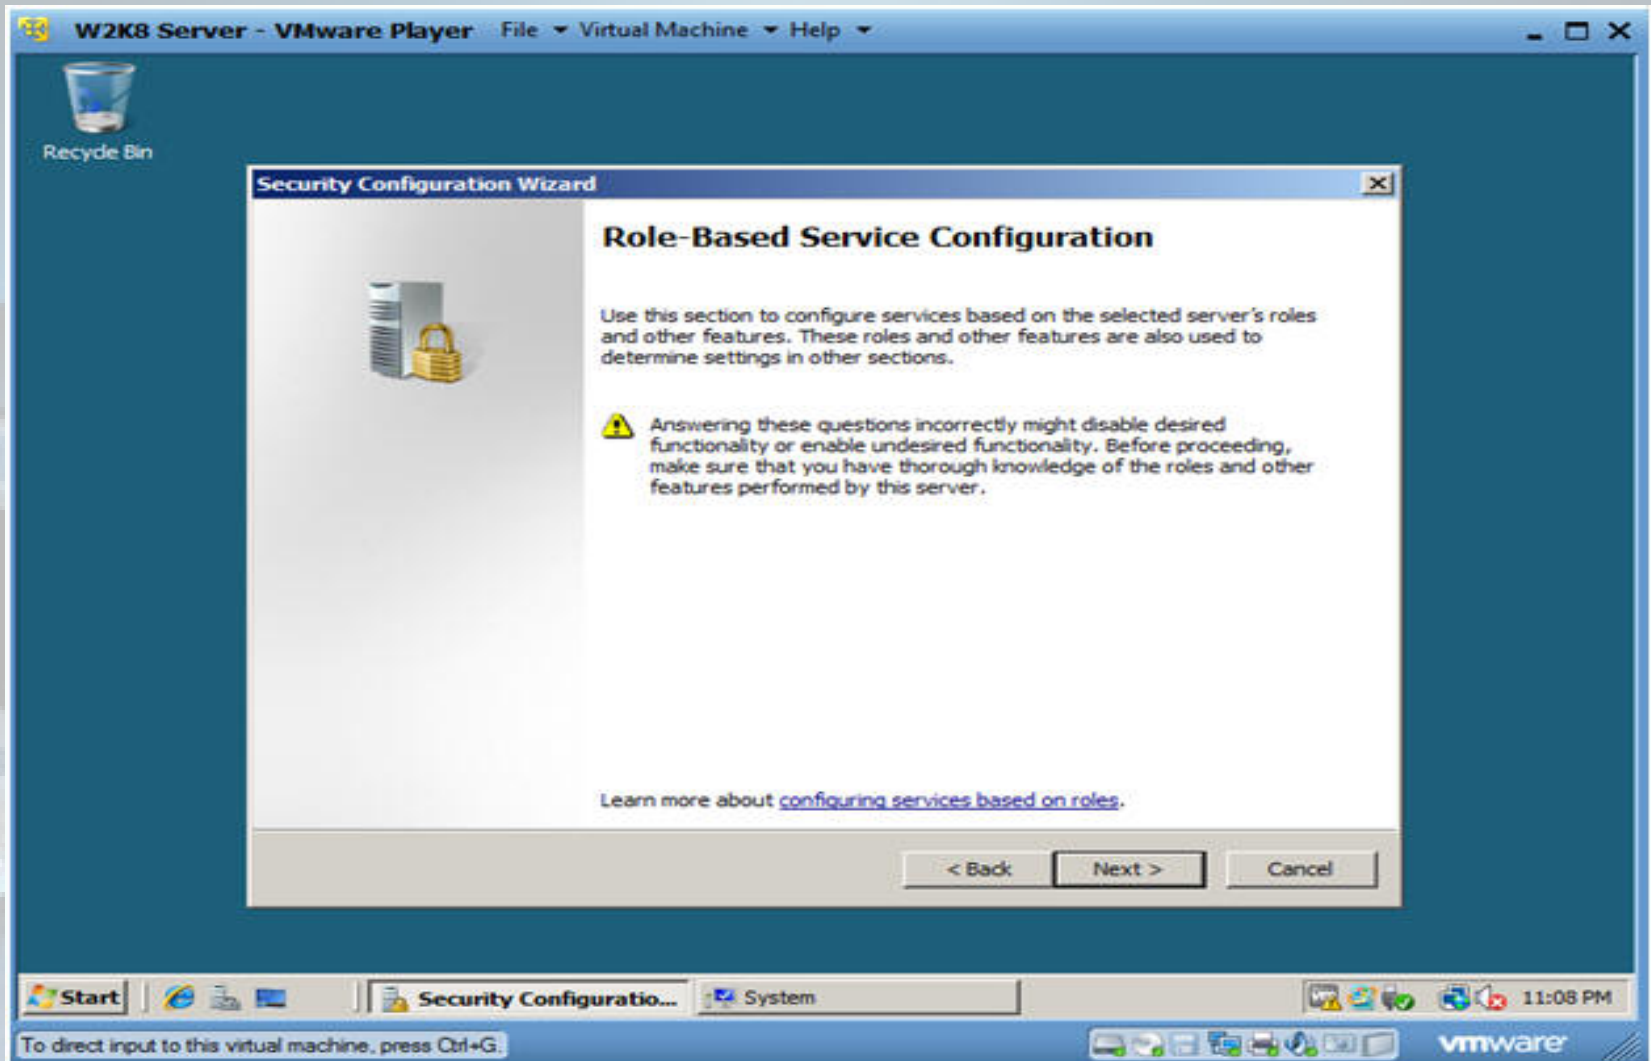 W2K8 Server - VMware Player File Virtual Machine Help
Recycle Bin
Security Configuration Wizard
Role-Based Service Configuration
Use this section to configure services based on the selected server's roles
and other features. These roles and other features are also used to
determine settings in other sections.
Answering these questions incorrectly might disable desired
functionality or enable undesired functionality. Before proceeding,
make sure that you have thorough knowledge of the roles and other
features performed by this server.
Learn more about configuring services based on roles.
< Back Next > Cancel
Start Security Configuratio... System 11:08 PM
To direct input to this virtual machine, press Ctrl+G. vmware